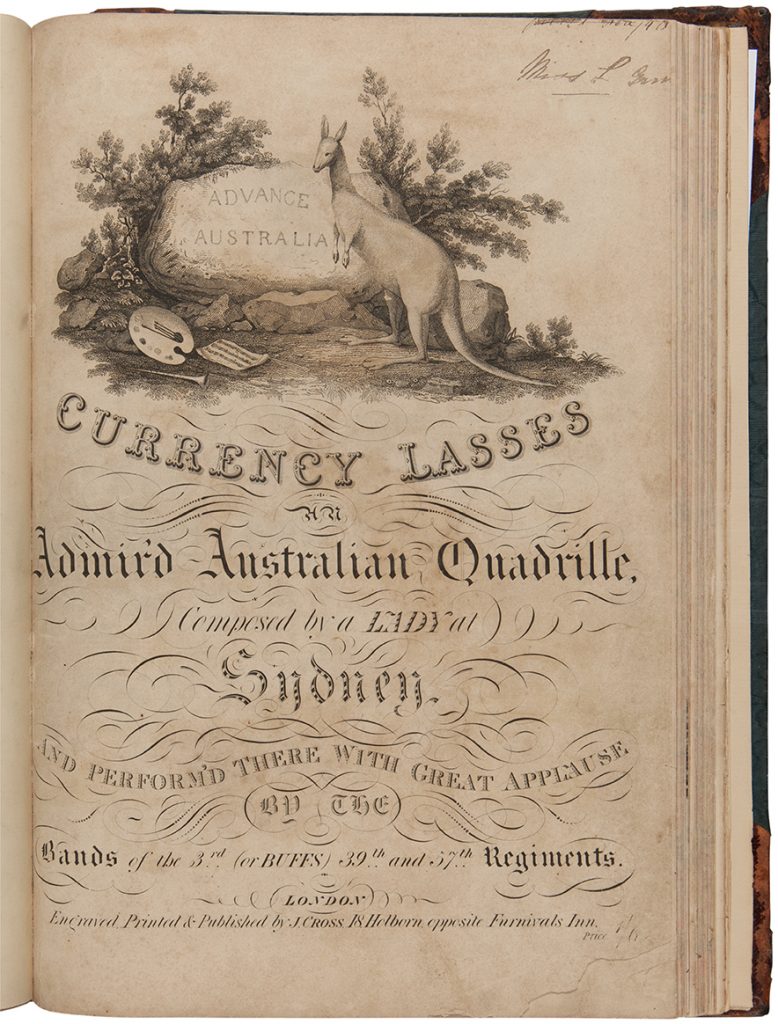 Miss L
ADVANCE
AUSTRALIA
CURRENCY LASSES
AN
Admir'd Australian Quadrille,
Composed by a LADY at
Sydney,
AND PERFORM'D THERE WITH GREAT APPLAUSE
BY THE
Bands of the 3rd (or BUFFS) 39th and 57th Regiments.
LONDON
Engraved, Printed & Published by J. CROSS 18 Holborn, opposite Furnivals Inn.
Price